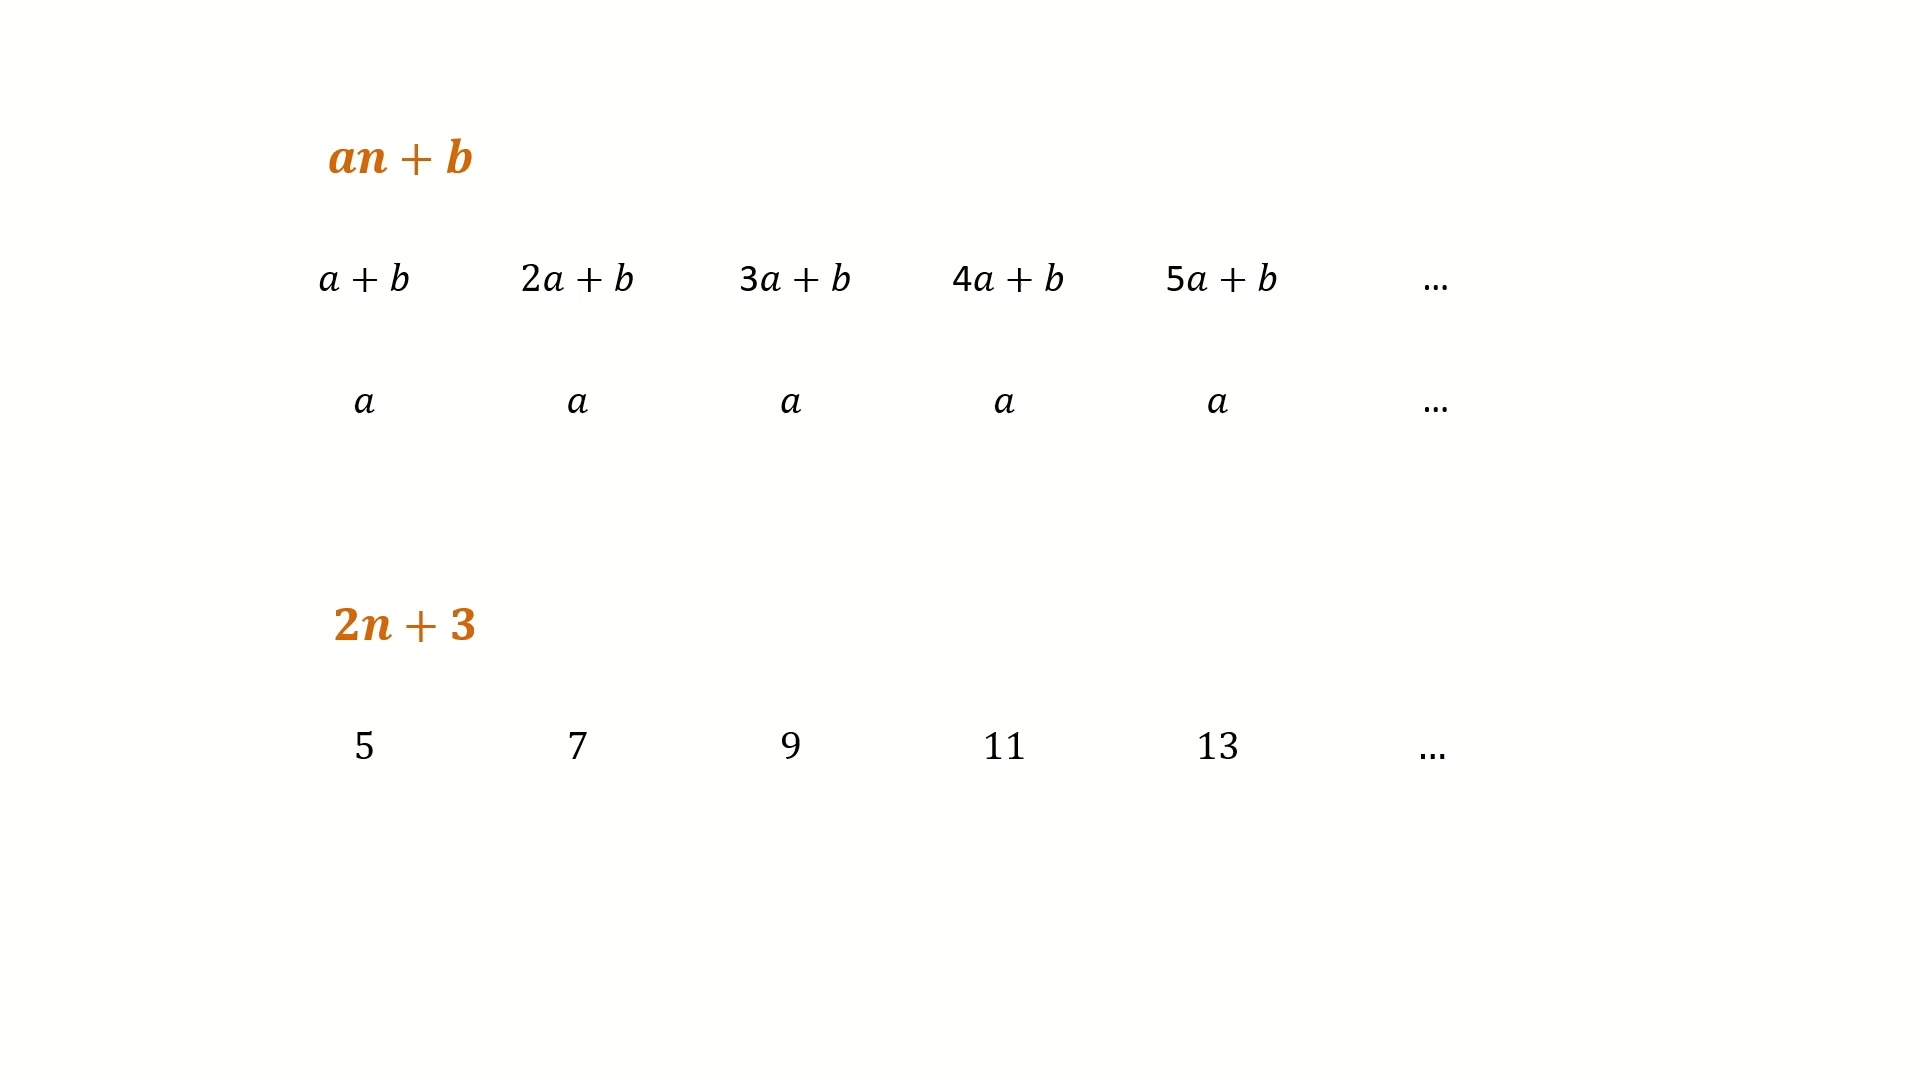 an + b
a + b 2a + b 3a + b 4a + b 5a + b ...
a a a a a ...
2n + 3
5 7 9 11 13 ...